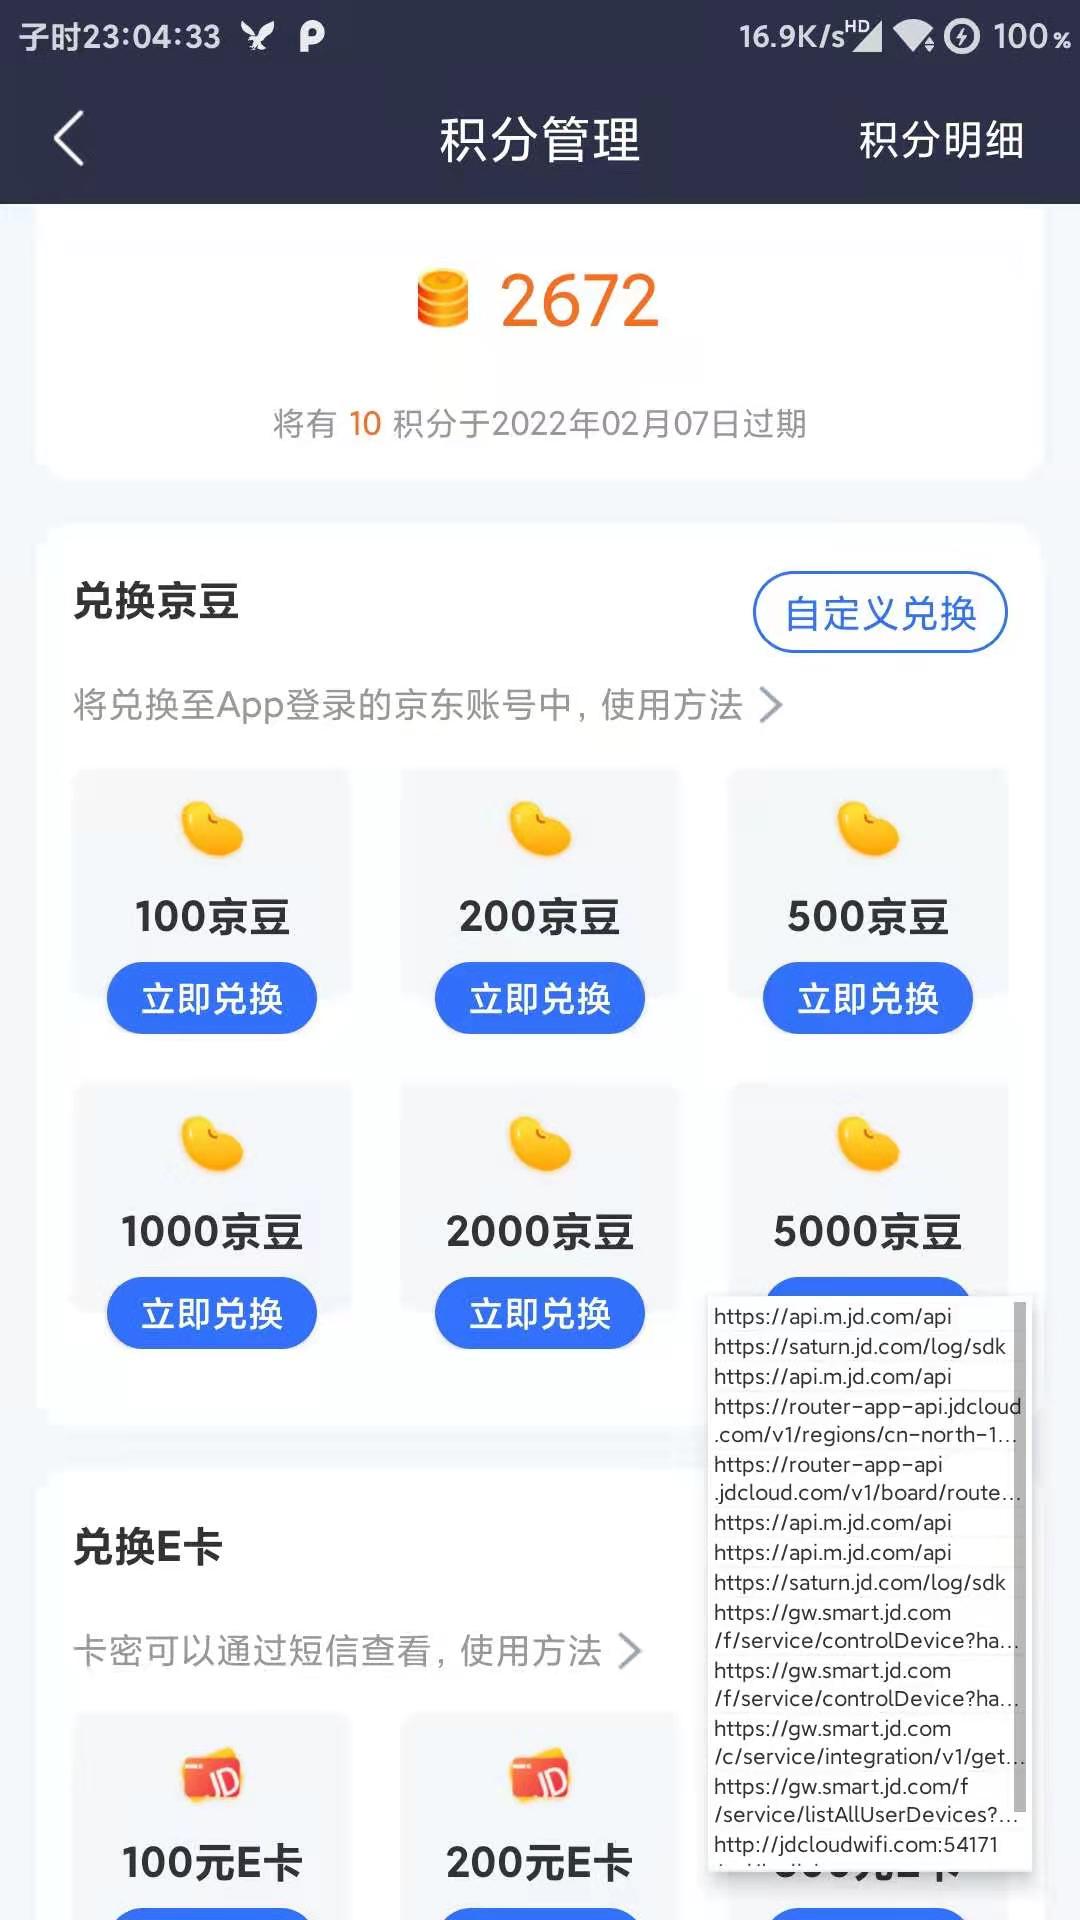 子时23:04:33 16.9K/s HD 100%
积分管理 积分明细
2672
将有 10 积分于2022年02月07日过期
兑换京豆 自定义兑换
将兑换至App登录的京东账号中, 使用方法
100京豆 200京豆 500京豆
立即兑换 立即兑换 立即兑换
1000京豆 2000京豆 5000京豆
立即兑换 立即兑换
https://api.m.jd.com/api
https://saturn.jd.com/log/sdk
https://api.m.jd.com/api
https://router-app-api.jdcloud
.com/v1/regions/cn-north-1...
https://router-app-api
.jdcloud.com/v1/board/route...
https://api.m.jd.com/api
https://api.m.jd.com/api
https://saturn.jd.com/log/sdk
https://gw.smart.jd.com
/f/service/controlDevice?ha...
https://gw.smart.jd.com
/f/service/controlDevice?ha...
https://gw.smart.jd.com
/c/service/integration/v1/get...
https://gw.smart.jd.com/f
/service/listAllUserDevices?...
http://jdcloudwifi.com:54171
兑换E卡
卡密可以通过短信查看, 使用方法
100元E卡 200元E卡